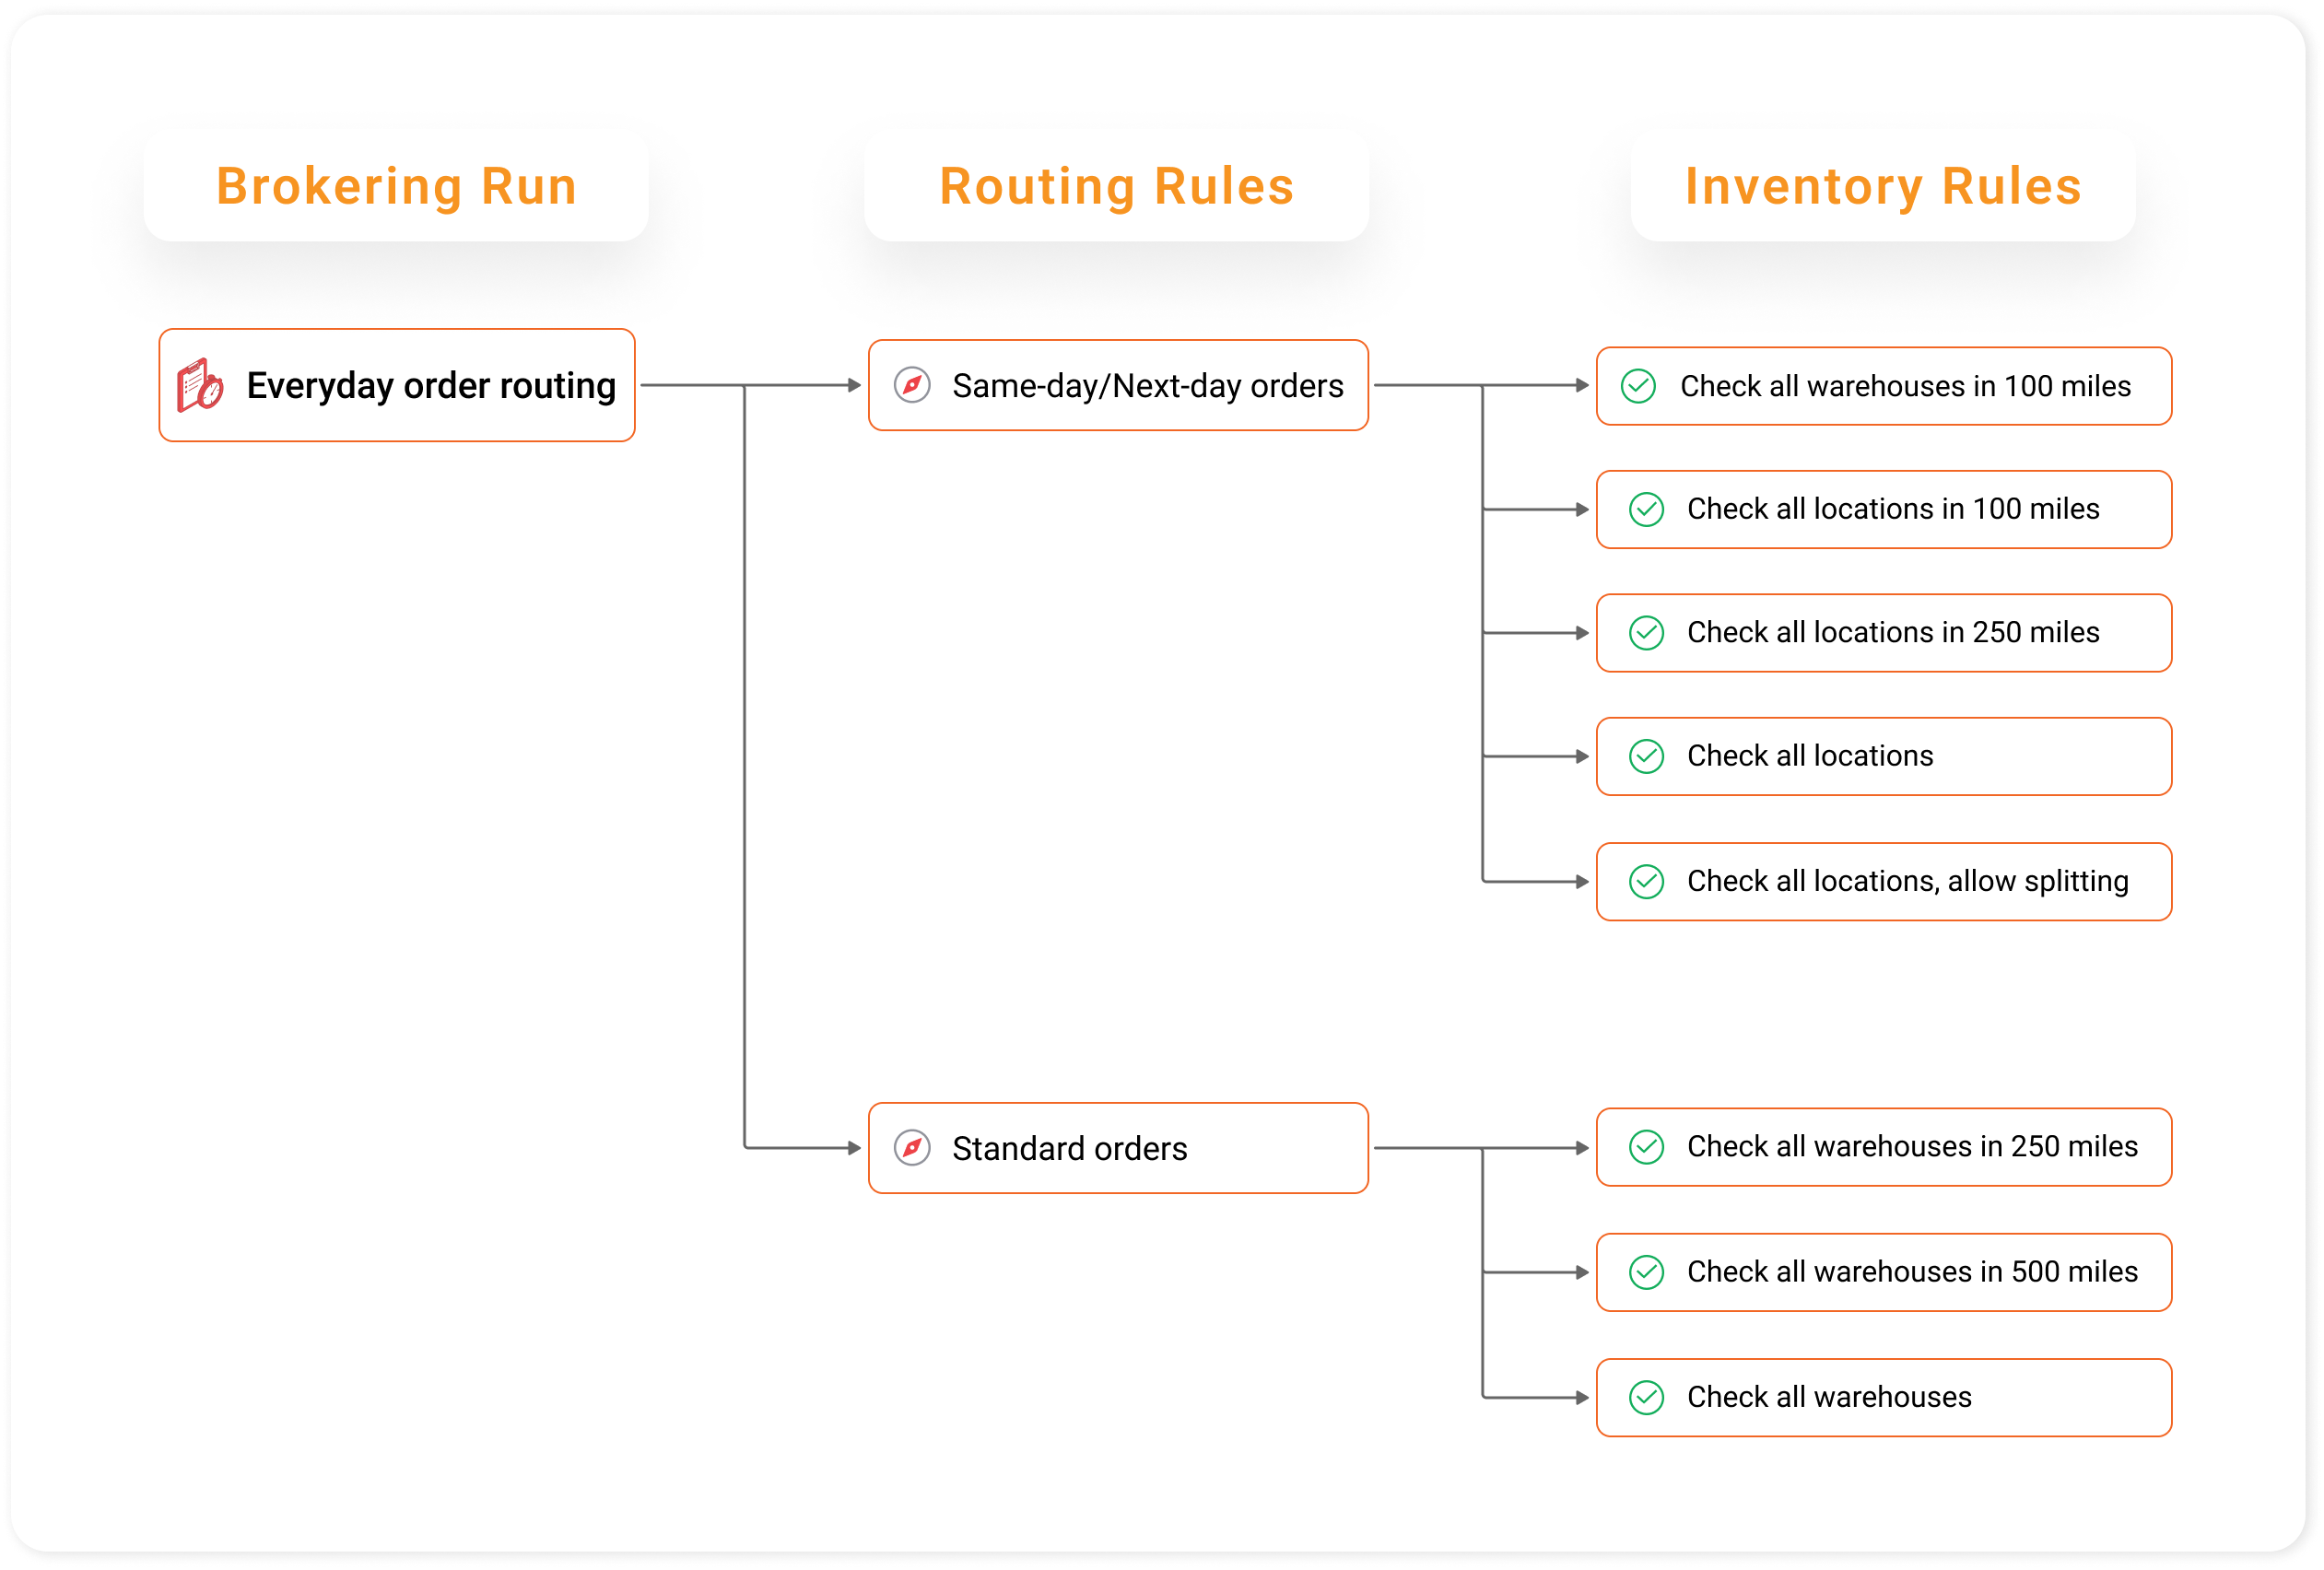 Brokering Run
Routing Rules
Inventory Rules
Everyday order routing
Same-day/Next-day orders
Check all warehouses in 100 miles
Check all locations in 100 miles
Check all locations in 250 miles
Check all locations
Check all locations, allow splitting
Standard orders
Check all warehouses in 250 miles
Check all warehouses in 500 miles
Check all warehouses